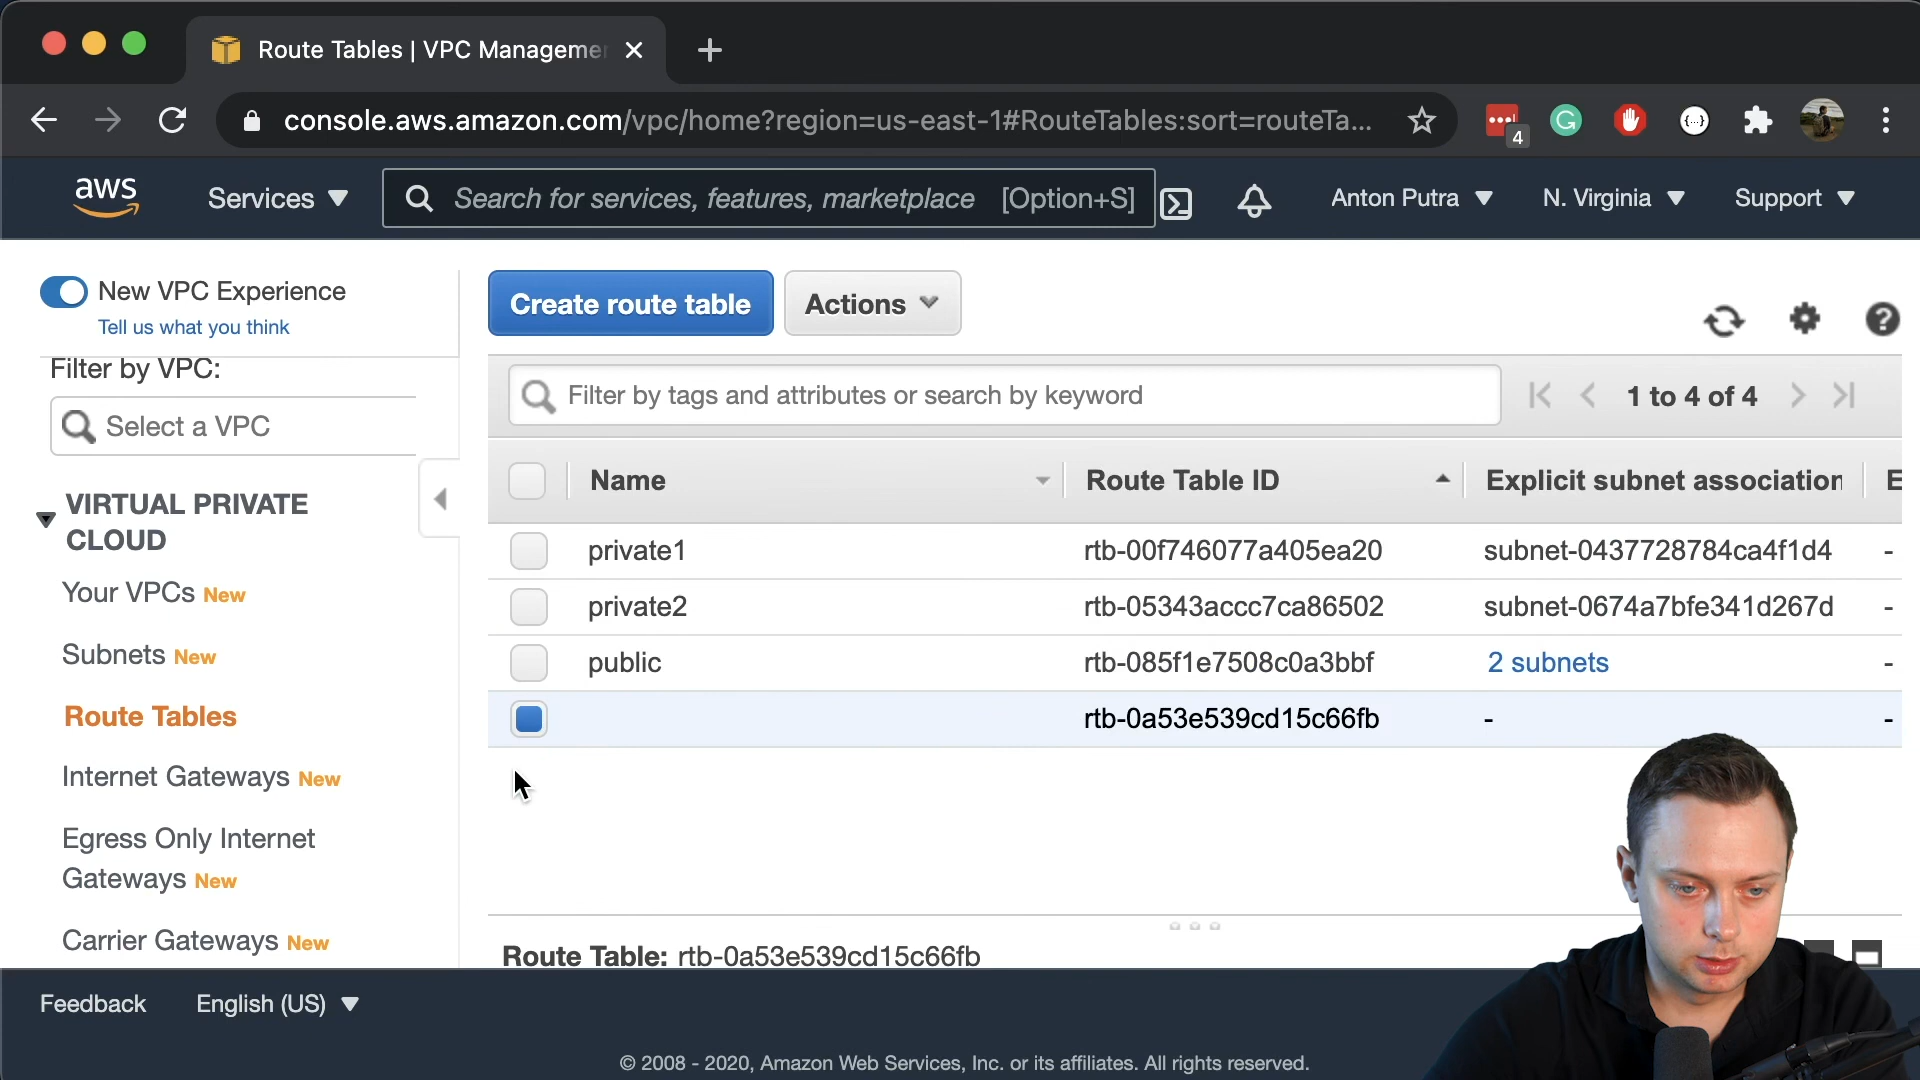 Route Tables | VPC Manageme
console.aws.amazon.com/vpc/home?region=us-east-1#RouteTables:sort=routeTa...
4
aws
Services
Search for services, features, marketplace [Option+S]
Anton Putra
N. Virginia
Support
New VPC Experience
Tell us what you think
Filter by VPC:
Select a VPC
VIRTUAL PRIVATE
CLOUD
Your VPCs New
Subnets New
Route Tables
Internet Gateways New
Egress Only Internet
Gateways New
Carrier Gateways New
Create route table
Actions
Filter by tags and attributes or search by keyword
1 to 4 of 4
Name Route Table ID Explicit subnet association E
private1 rtb-00f746077a405ea20 subnet-0437728784ca4f1d4 -
private2 rtb-05343accc7ca86502 subnet-0674a7bfe341d267d -
public rtb-085f1e7508c0a3bbf 2 subnets -
rtb-0a53e539cd15c66fb - -
Route Table: rtb-0a53e539cd15c66fb
Feedback
English (US)
© 2008 - 2020, Amazon Web Services, Inc. or its affiliates. All rights reserved.